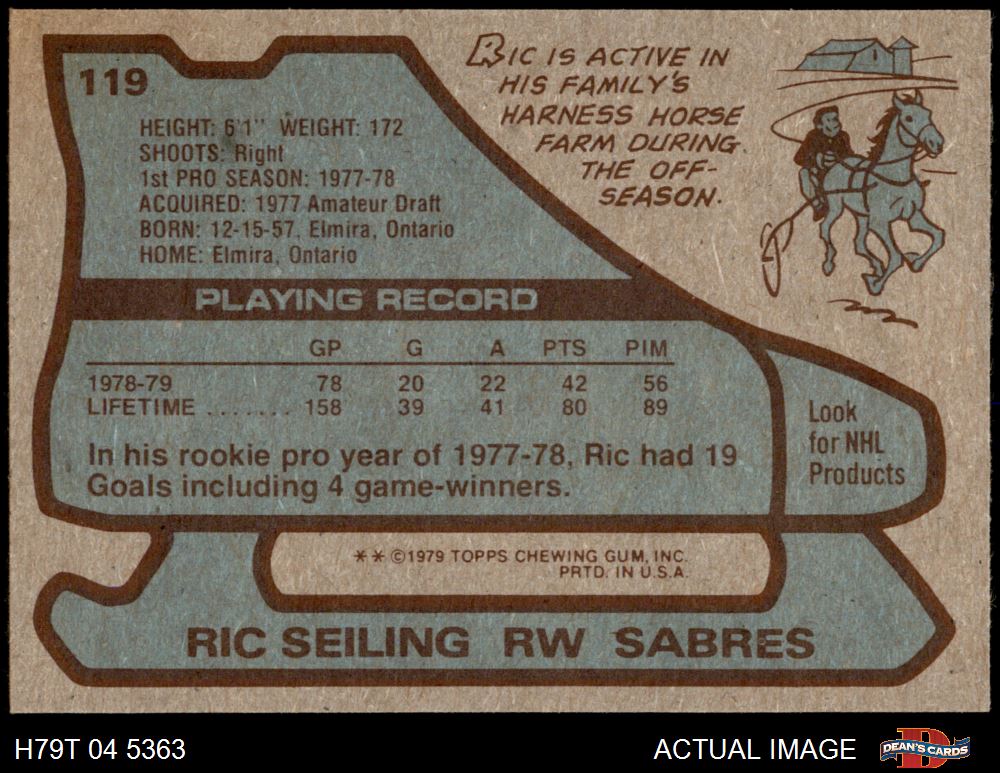 119
RIC IS ACTIVE IN
HIS FAMILY'S
HARNESS HORSE
FARM DURING
THE OFF-
SEASON.
HEIGHT: 6'1" WEIGHT: 172
SHOOTS: Right
1st PRO SEASON: 1977-78
ACQUIRED: 1977 Amateur Draft
BORN: 12-15-57, Elmira, Ontario
HOME: Elmira, Ontario
PLAYING RECORD
GP G A PTS PIM
1978-79 78 20 22 42 56
LIFETIME ....... 158 39 41 80 89
In his rookie pro year of 1977-78, Ric had 19
Goals including 4 game-winners.
Look
for NHL
Products
** ©1979 TOPPS CHEWING GUM, INC.
PRTD. IN U.S.A.
RIC SEILING RW SABRES
H79T 04 5363
ACTUAL IMAGE
D
DEAN'S CARDS